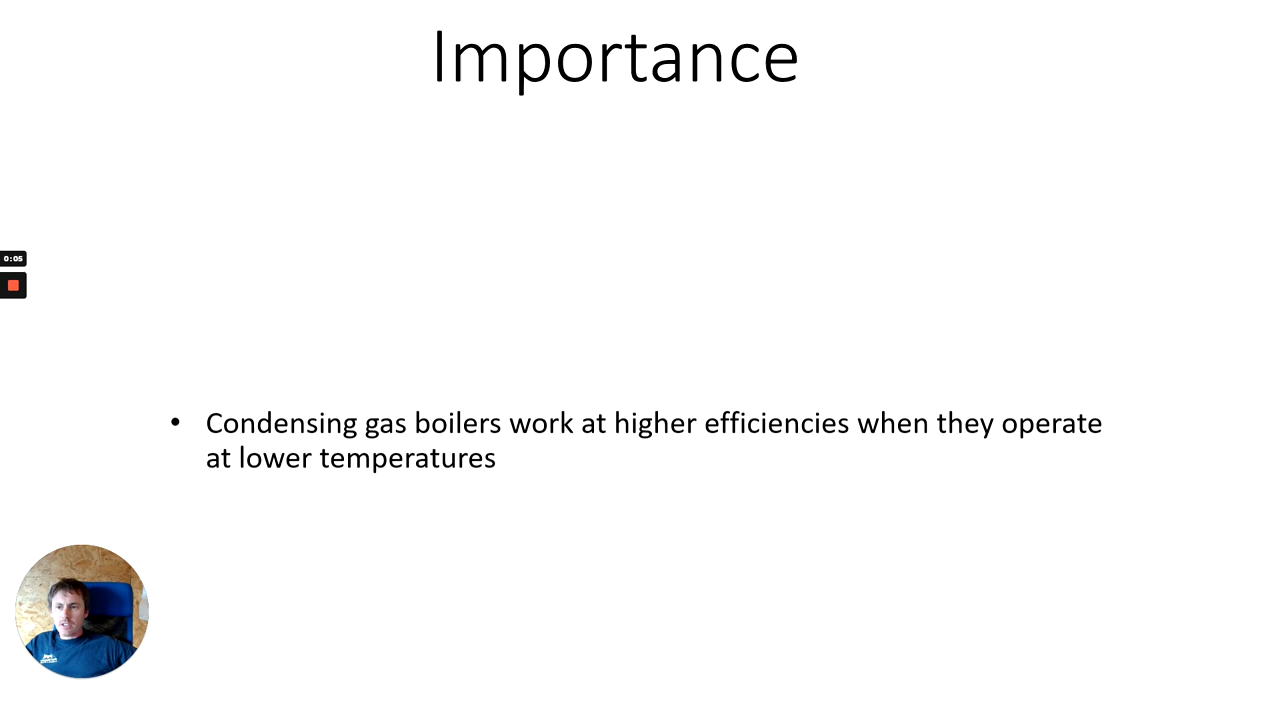 Importance
0:05
• Condensing gas boilers work at higher efficiencies when they operate
at lower temperatures